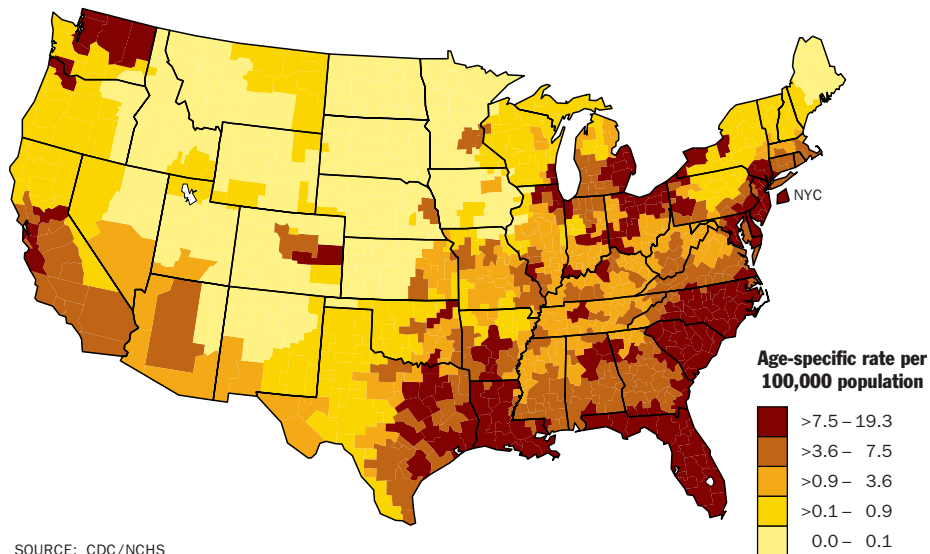 NYC
Age-specific rate per
100,000 population
>7.5 – 19.3
>3.6 – 7.5
>0.9 – 3.6
>0.1 – 0.9
0.0 – 0.1
SOURCE: CDC/NCHS